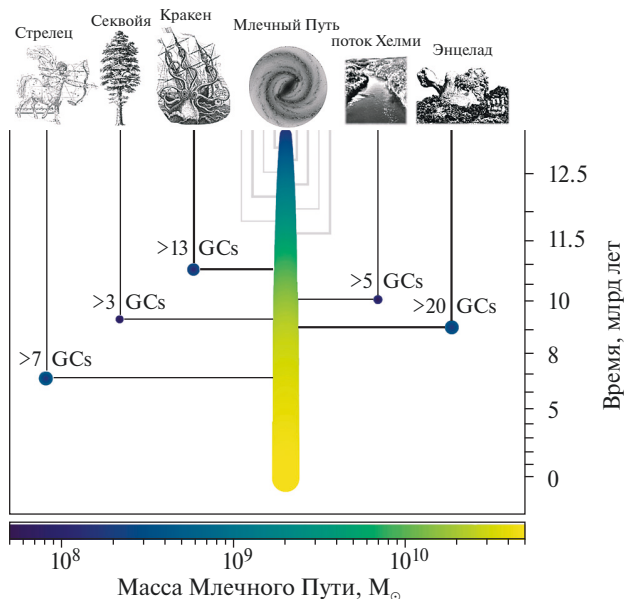 Стрелец
Секвойя
Кракен
Млечный Путь
поток Хелми
Энцелад
12.5
11.5
>13 GCs
>5 GCs
10
>3 GCs
>20 GCs
8
>7 GCs
5
0
Время, млрд лет
10⁸
10⁹
10¹⁰
Масса Млечного Пути, M⊙